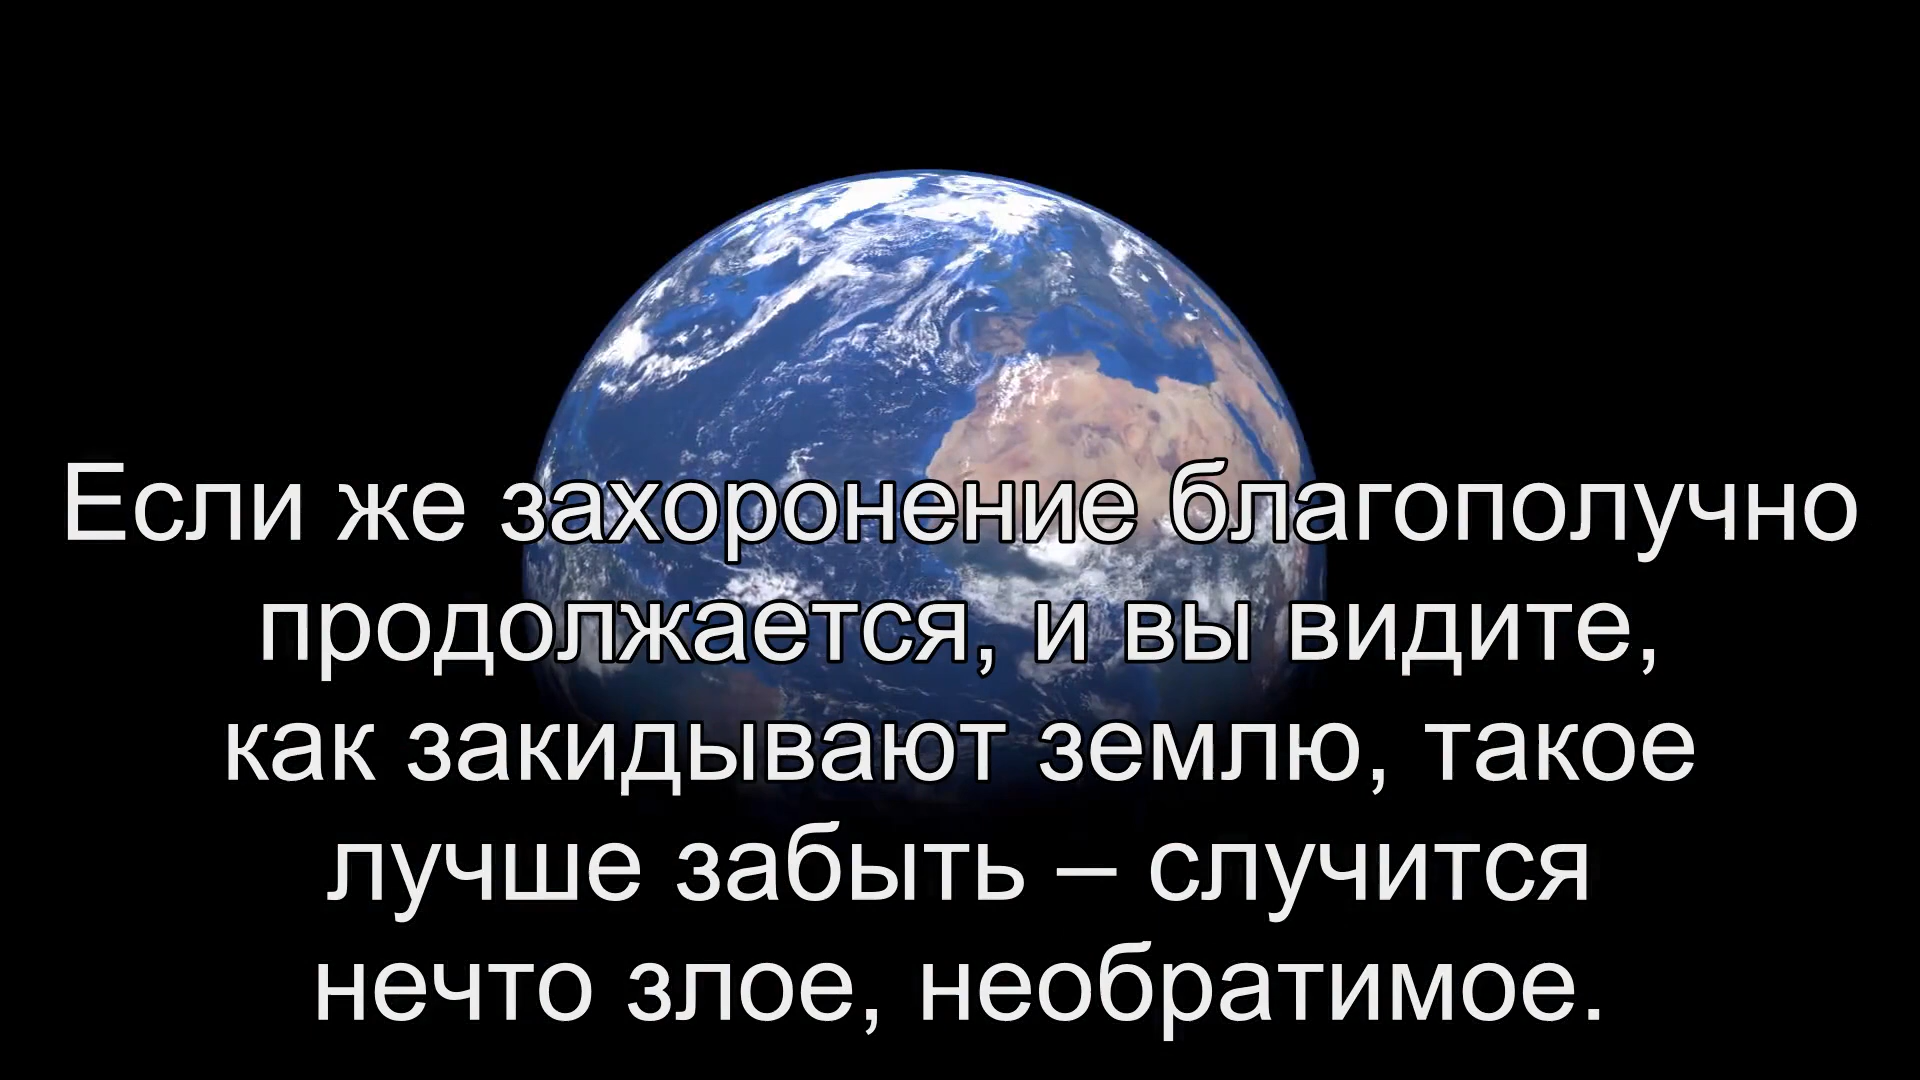 Если же захоронение благополучно
продолжается, и вы видите,
как закидывают землю, такое
лучше забыть – случится
нечто злое, необратимое.